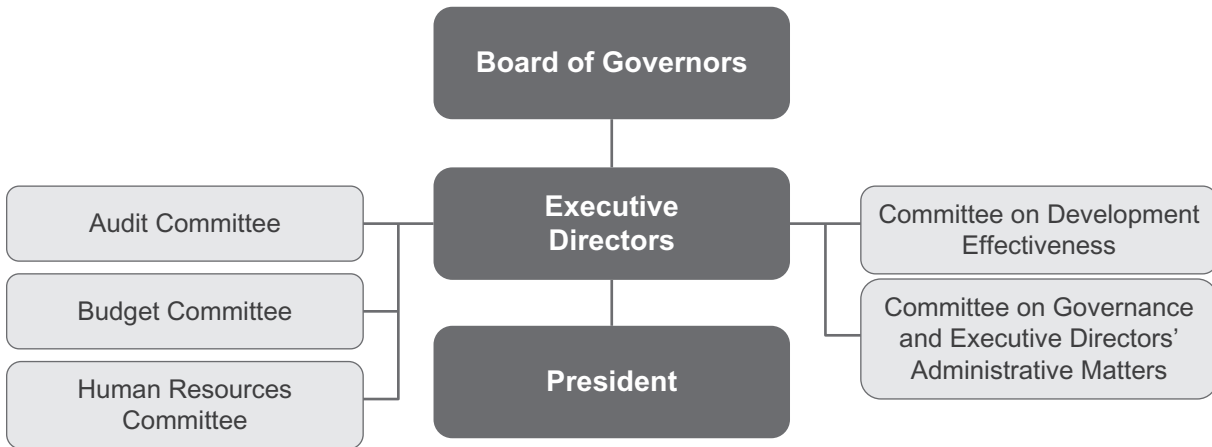 Board of Governors
Executive
Directors
President
Audit Committee
Budget Committee
Human Resources
Committee
Committee on Development
Effectiveness
Committee on Governance
and Executive Directors’
Administrative Matters